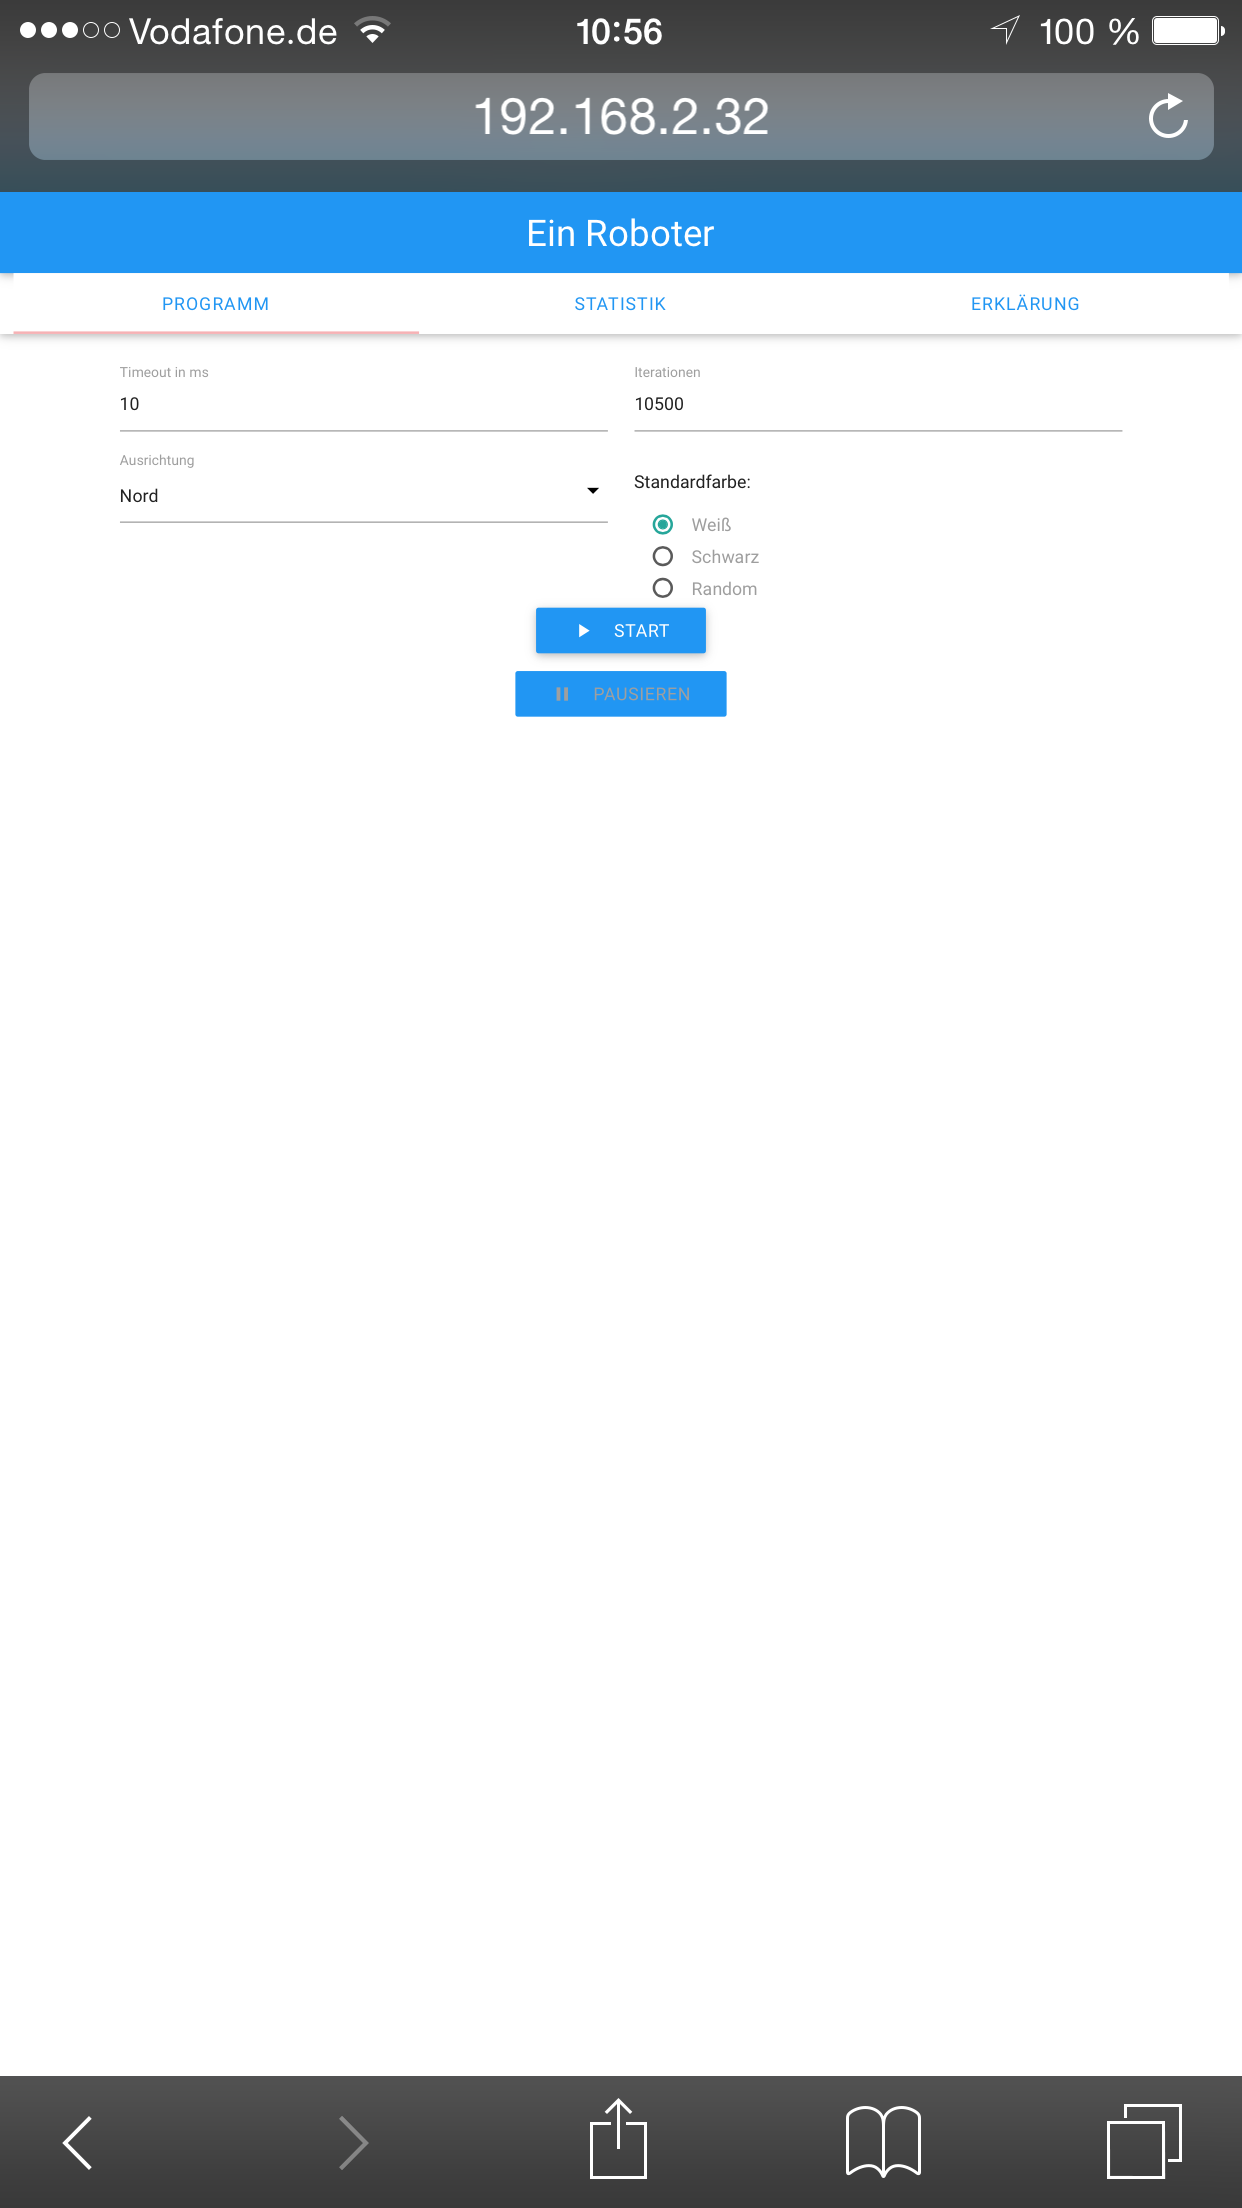 Vodafone.de 10:56 100 %
192.168.2.32
Ein Roboter
PROGRAMM STATISTIK ERKLÄRUNG
Timeout in ms
10
Iterationen
10500
Ausrichtung
Nord
Standardfarbe:
Weiß
Schwarz
Random
START
PAUSIEREN